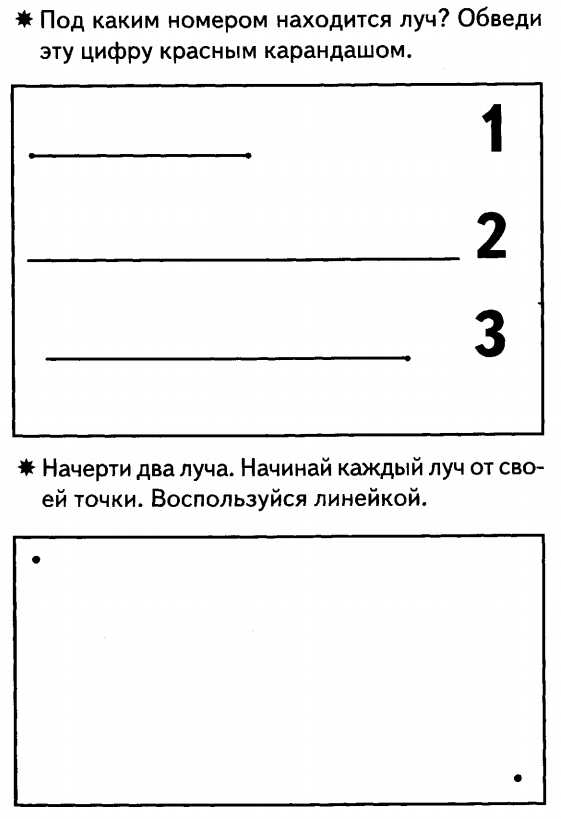 ✷ Под каким номером находится луч? Обведи
эту цифру красным карандашом.
1
2
3
✷ Начерти два луча. Начинай каждый луч от сво-
ей точки. Воспользуйся линейкой.